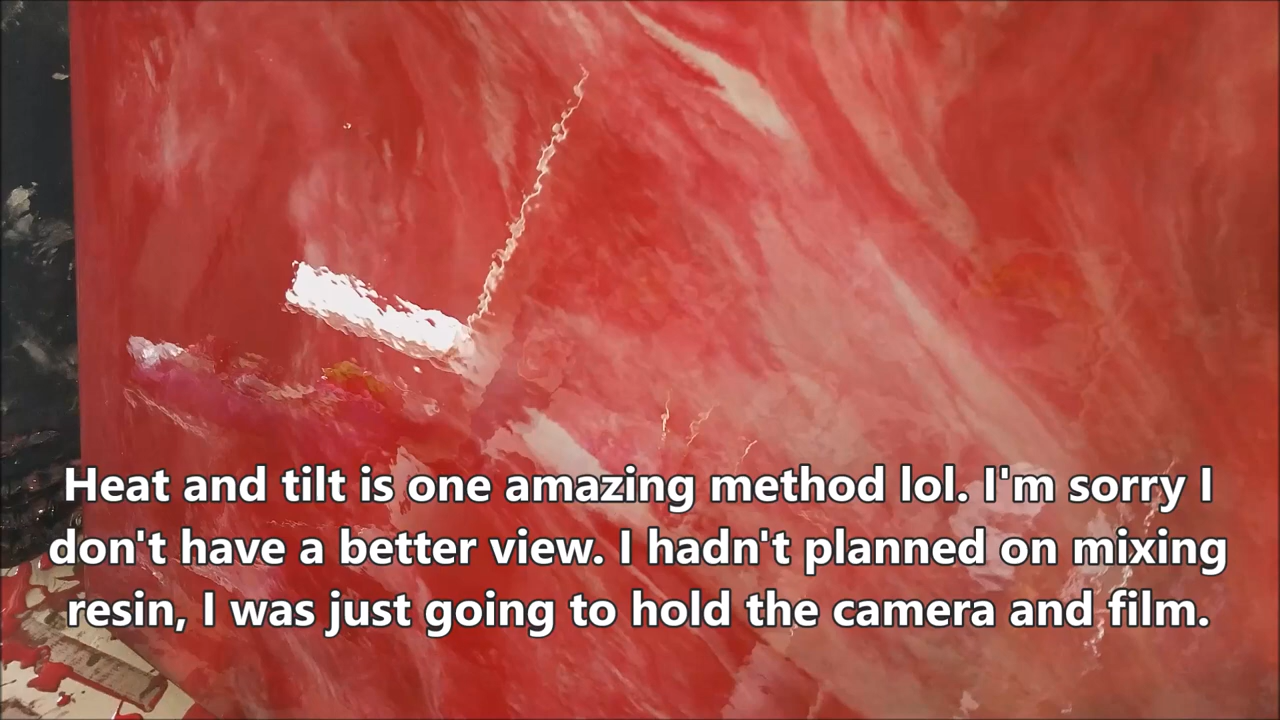 Heat and tilt is one amazing method lol. I'm sorry I
don't have a better view. I hadn't planned on mixing
resin, I was just going to hold the camera and film.